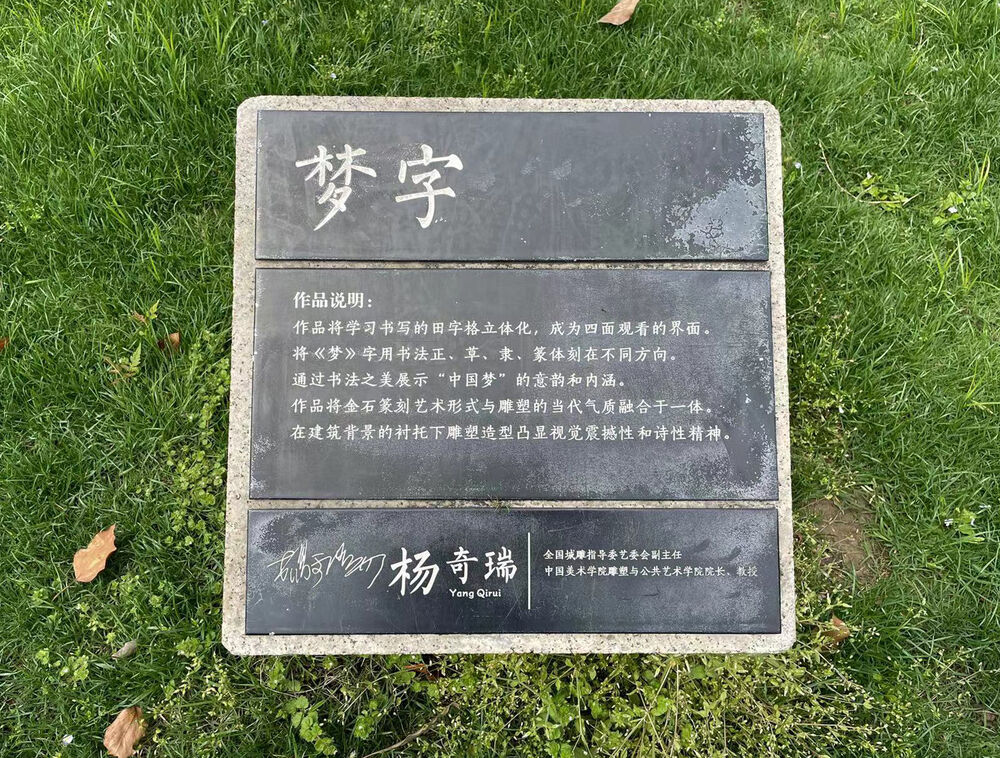 梦字
作品说明：
作品将学习书写的田字格立体化，成为四面观看的界面。
将《梦》字用书法正、草、隶、篆体刻在不同方向。
通过书法之美展示“中国梦”的意韵和内涵。
作品将金石篆刻艺术形式与雕塑的当代气质融合于一体。
在建筑背景的衬托下雕塑造型凸显视觉震撼性和诗性精神。
杨奇瑞
Yang Qirui
全国城雕指导委艺委会副主任
中国美术学院雕塑与公共艺术学院院长、教授